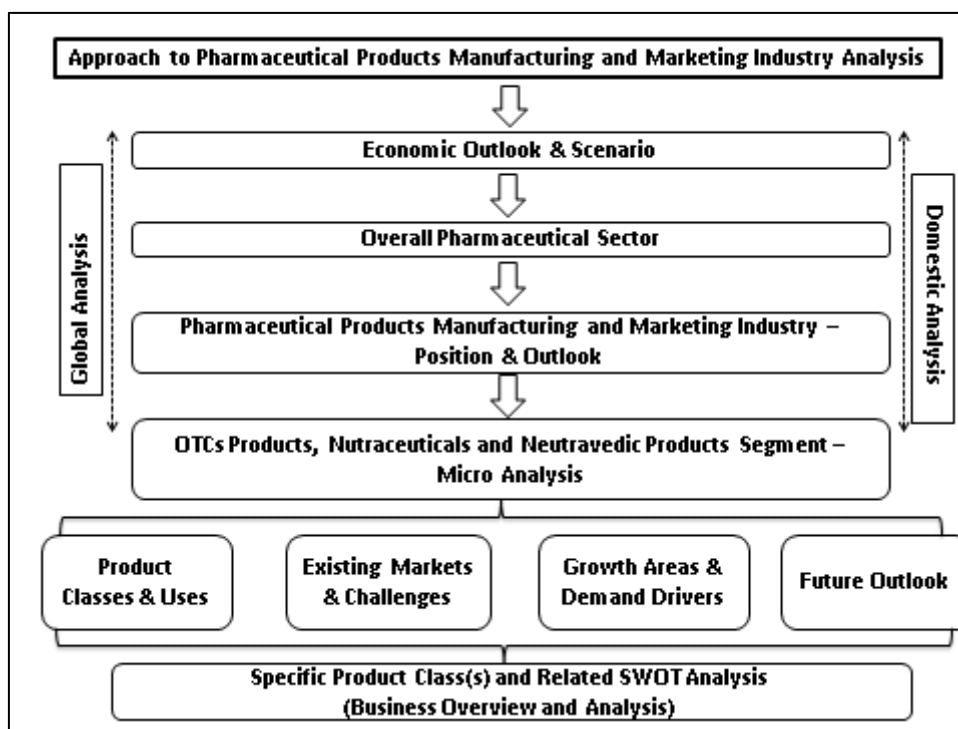 Approach to Pharmaceutical Products Manufacturing and Marketing Industry Analysis
Economic Outlook & Scenario
Overall Pharmaceutical Sector
Global Analysis
Domestic Analysis
Pharmaceutical Products Manufacturing and Marketing Industry –
Position & Outlook
OTCs Products, Nutraceuticals and Neutravedic Products Segment –
Micro Analysis
Product
Classes & Uses
Existing Markets
& Challenges
Growth Areas &
Demand Drivers
Future Outlook
Specific Product Class(s) and Related SWOT Analysis
(Business Overview and Analysis)